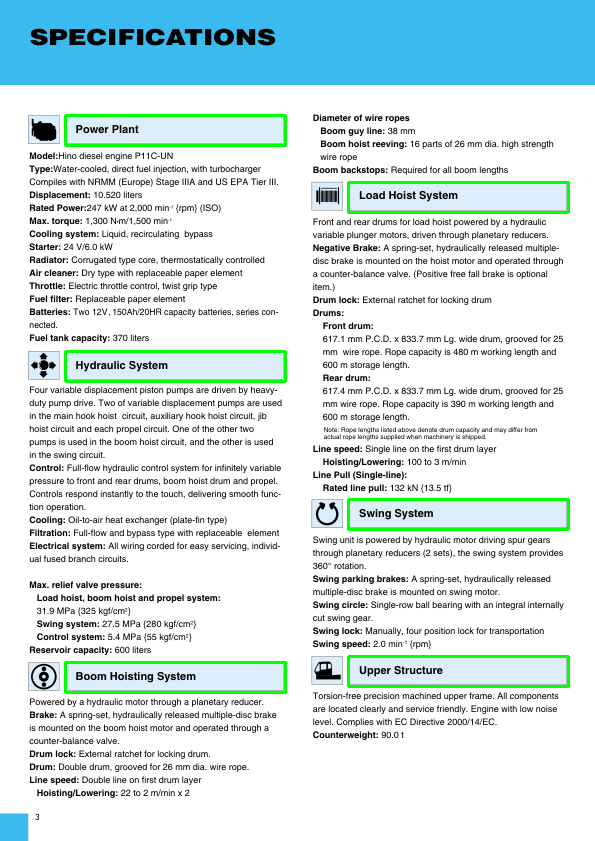 SPECIFICATIONS
Power Plant
Model:Hino diesel engine P11C-UN
Type:Water-cooled, direct fuel injection, with turbocharger
Compiles with NRMM (Europe) Stage IIIA and US EPA Tier III.
Displacement: 10.520 liters
Rated Power:247 kW at 2,000 min⁻¹ {rpm} (ISO)
Max. torque: 1,300 N·m/1,500 min⁻¹
Cooling system: Liquid, recirculating bypass
Starter: 24 V/6.0 kW
Radiator: Corrugated type core, thermostatically controlled
Air cleaner: Dry type with replaceable paper element
Throttle: Electric throttle control, twist grip type
Fuel filter: Replaceable paper element
Batteries: Two 12V, 150Ah/20HR capacity batteries, series con-
nected.
Fuel tank capacity: 370 liters
Hydraulic System
Four variable displacement piston pumps are driven by heavy-
duty pump drive. Two of variable displacement pumps are used
in the main hook hoist circuit, auxiliary hook hoist circuit, jib
hoist circuit and each propel circuit. One of the other two
pumps is used in the boom hoist circuit, and the other is used
in the swing circuit.
Control: Full-flow hydraulic control system for infinitely variable
pressure to front and rear drums, boom hoist drum and propel.
Controls respond instantly to the touch, delivering smooth func-
tion operation.
Cooling: Oil-to-air heat exchanger (plate-fin type)
Filtration: Full-flow and bypass type with replaceable element
Electrical system: All wiring corded for easy servicing, individ-
ual fused branch circuits.
Max. relief valve pressure:
Load hoist, boom hoist and propel system:
31.9 MPa {325 kgf/cm²}
Swing system: 27.5 MPa {280 kgf/cm²}
Control system: 5.4 MPa {55 kgf/cm²}
Reservoir capacity: 600 liters
Boom Hoisting System
Powered by a hydraulic motor through a planetary reducer.
Brake: A spring-set, hydraulically released multiple-disc brake
is mounted on the boom hoist motor and operated through a
counter-balance valve.
Drum lock: External ratchet for locking drum.
Drum: Double drum, grooved for 26 mm dia. wire rope.
Line speed: Double line on first drum layer
Hoisting/Lowering: 22 to 2 m/min x 2
Diameter of wire ropes
Boom guy line: 38 mm
Boom hoist reeving: 16 parts of 26 mm dia. high strength
wire rope
Boom backstops: Required for all boom lengths
Load Hoist System
Front and rear drums for load hoist powered by a hydraulic
variable plunger motors, driven through planetary reducers.
Negative Brake: A spring-set, hydraulically released multiple-
disc brake is mounted on the hoist motor and operated through
a counter-balance valve. (Positive free fall brake is optional
item.)
Drum lock: External ratchet for locking drum
Drums:
Front drum:
617.1 mm P.C.D. x 833.7 mm Lg. wide drum, grooved for 25
mm wire rope. Rope capacity is 480 m working length and
600 m storage length.
Rear drum:
617.4 mm P.C.D. x 833.7 mm Lg. wide drum, grooved for 25
mm wire rope. Rope capacity is 390 m working length and
600 m storage length.
Note: Rope lengths listed above denote drum capacity and may differ from
actual rope lengths supplied when machinery is shipped.
Line speed: Single line on the first drum layer
Hoisting/Lowering: 100 to 3 m/min
Line Pull (Single-line):
Rated line pull: 132 kN {13.5 tf}
Swing System
Swing unit is powered by hydraulic motor driving spur gears
through planetary reducers (2 sets), the swing system provides
360° rotation.
Swing parking brakes: A spring-set, hydraulically released
multiple-disc brake is mounted on swing motor.
Swing circle: Single-row ball bearing with an integral internally
cut swing gear.
Swing lock: Manually, four position lock for transportation
Swing speed: 2.0 min⁻¹ {rpm}
Upper Structure
Torsion-free precision machined upper frame. All components
are located clearly and service friendly. Engine with low noise
level. Complies with EC Directive 2000/14/EC.
Counterweight: 90.0 t
3